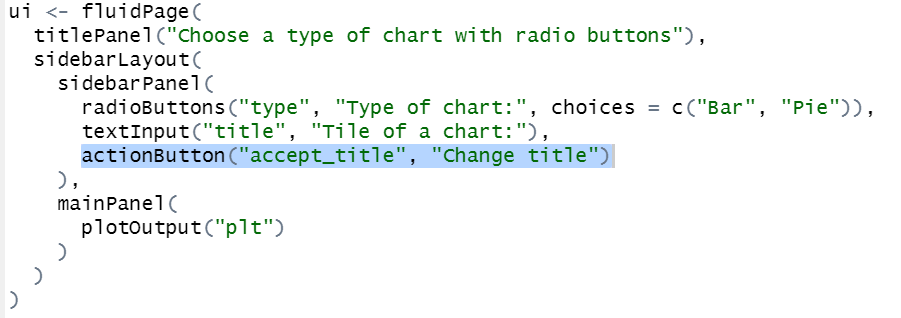 ui <- fluidPage(
  titlePanel("Choose a type of chart with radio buttons"),
  sidebarLayout(
    sidebarPanel(
      radioButtons("type", "Type of chart:", choices = c("Bar", "Pie")),
      textInput("title", "Tile of a chart:"),
      actionButton("accept_title", "Change title")
    ),
    mainPanel(
      plotOutput("plt")
    )
  )
)